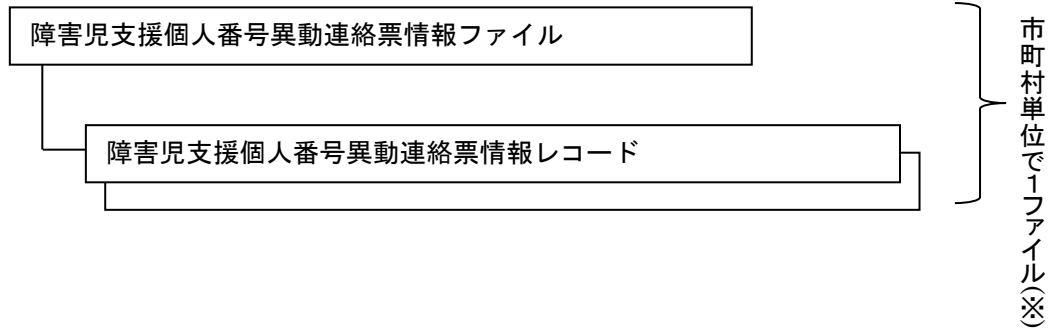 障害児支援個人番号異動連絡票情報ファイル
障害児支援個人番号異動連絡票情報レコード
市町村単位で1ファイル(※)